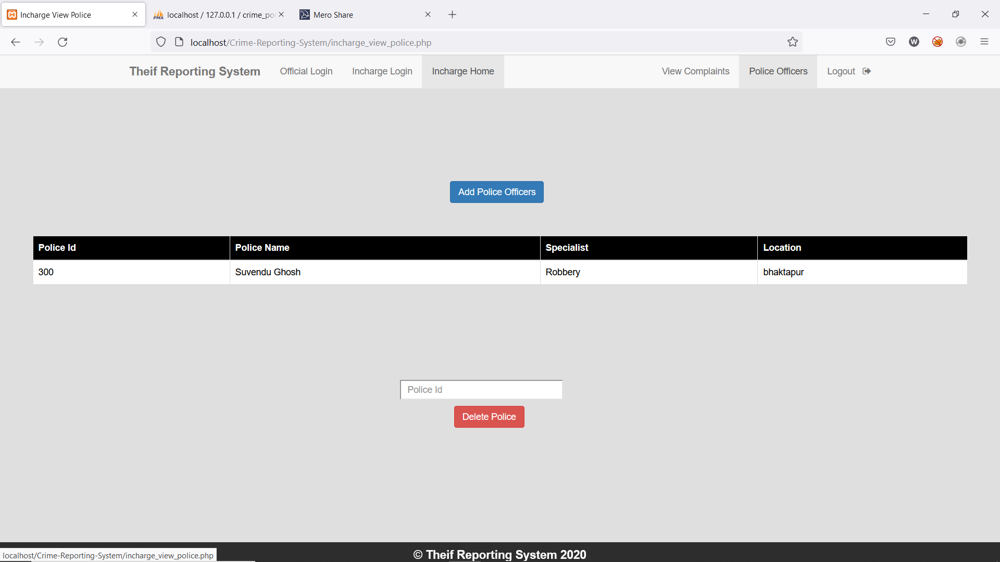 Incharge View Police
localhost / 127.0.0.1 / crime_por
Mero Share
localhost/Crime-Reporting-System/incharge_view_police.php
W
Theif Reporting System
Official Login
Incharge Login
Incharge Home
View Complaints
Police Officers
Logout
Add Police Officers
Police Id Police Name Specialist Location
300 Suvendu Ghosh Robbery bhaktapur
Police Id
Delete Police
localhost/Crime-Reporting-System/incharge_view_police.php
© Theif Reporting System 2020